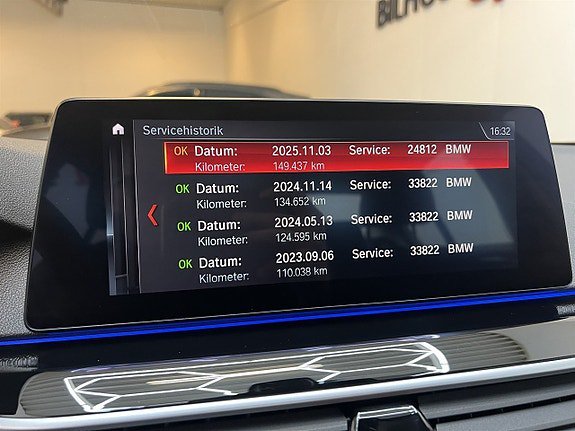 Servicehistorik 16:32
OK Datum: 2025.11.03 Service: 24812 BMW
Kilometer: 149.437 km
OK Datum: 2024.11.14 Service: 33822 BMW
Kilometer: 134.652 km
OK Datum: 2024.05.13 Service: 33822 BMW
Kilometer: 124.595 km
OK Datum: 2023.09.06 Service: 33822 BMW
Kilometer: 110.038 km